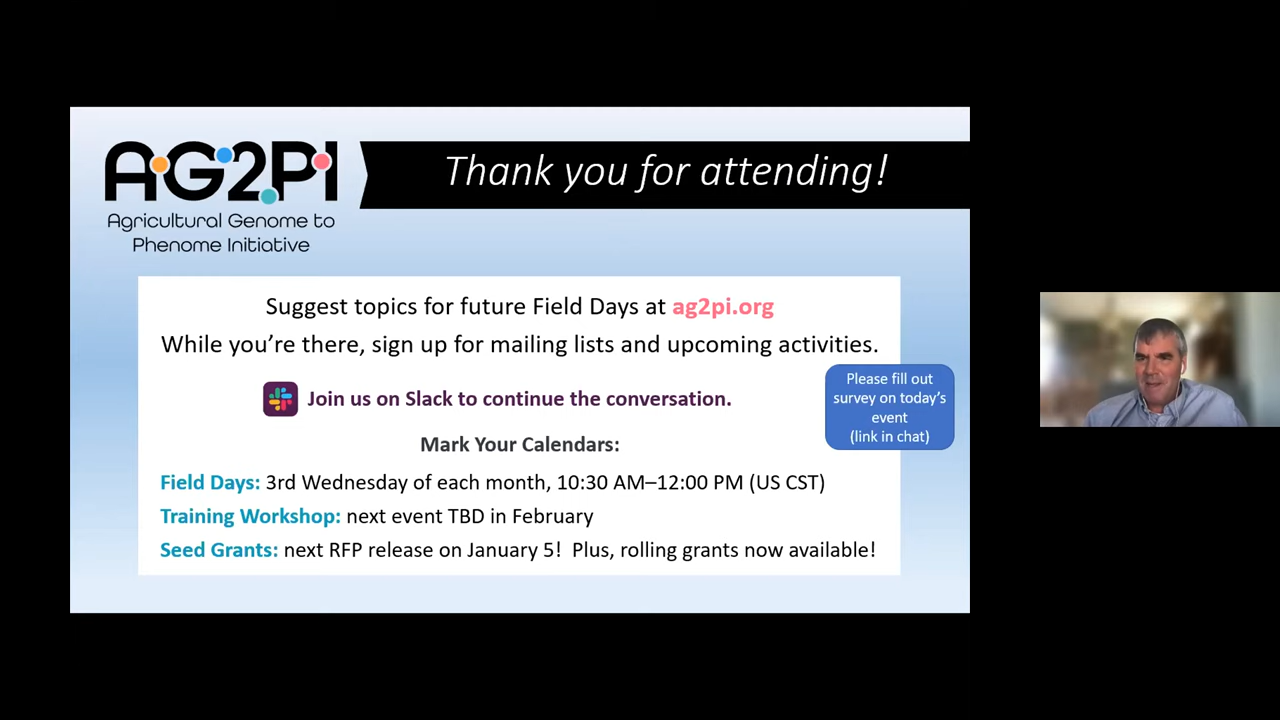 AG2PI
Agricultural Genome to
Phenome Initiative
Thank you for attending!
Suggest topics for future Field Days at ag2pi.org
While you're there, sign up for mailing lists and upcoming activities.
Join us on Slack to continue the conversation.
Please fill out
survey on today's
event
(link in chat)
Mark Your Calendars:
Field Days: 3rd Wednesday of each month, 10:30 AM–12:00 PM (US CST)
Training Workshop: next event TBD in February
Seed Grants: next RFP release on January 5! Plus, rolling grants now available!